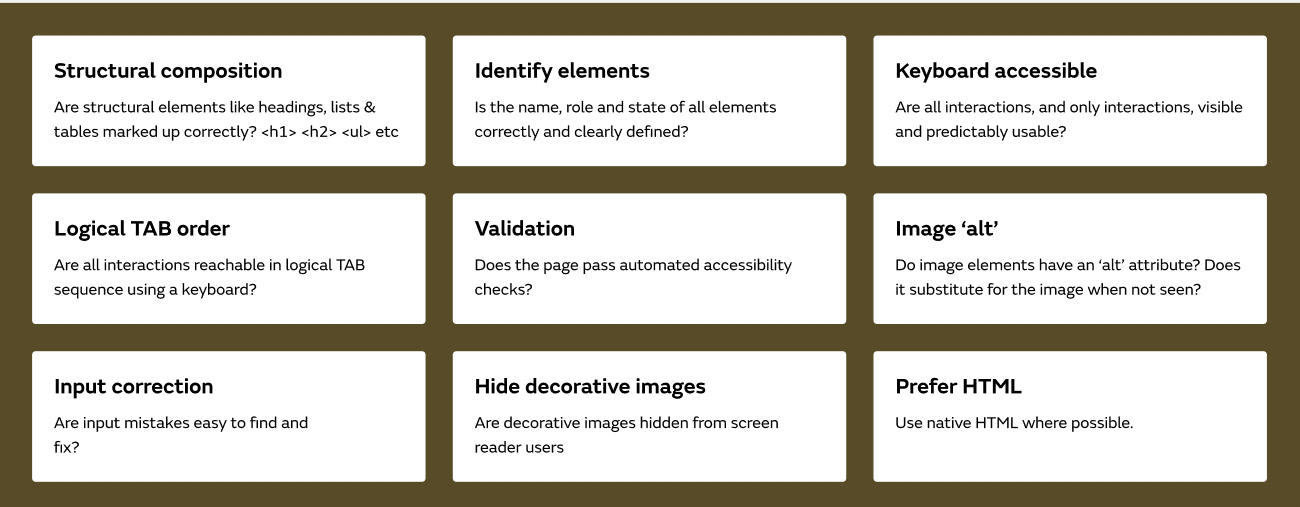 Structural composition
Are structural elements like headings, lists &
tables marked up correctly? <h1> <h2> <ul> etc
Identify elements
Is the name, role and state of all elements
correctly and clearly defined?
Keyboard accessible
Are all interactions, and only interactions, visible
and predictably usable?
Logical TAB order
Are all interactions reachable in logical TAB
sequence using a keyboard?
Validation
Does the page pass automated accessibility
checks?
Image ‘alt’
Do image elements have an ‘alt’ attribute? Does
it substitute for the image when not seen?
Input correction
Are input mistakes easy to find and
fix?
Hide decorative images
Are decorative images hidden from screen
reader users
Prefer HTML
Use native HTML where possible.